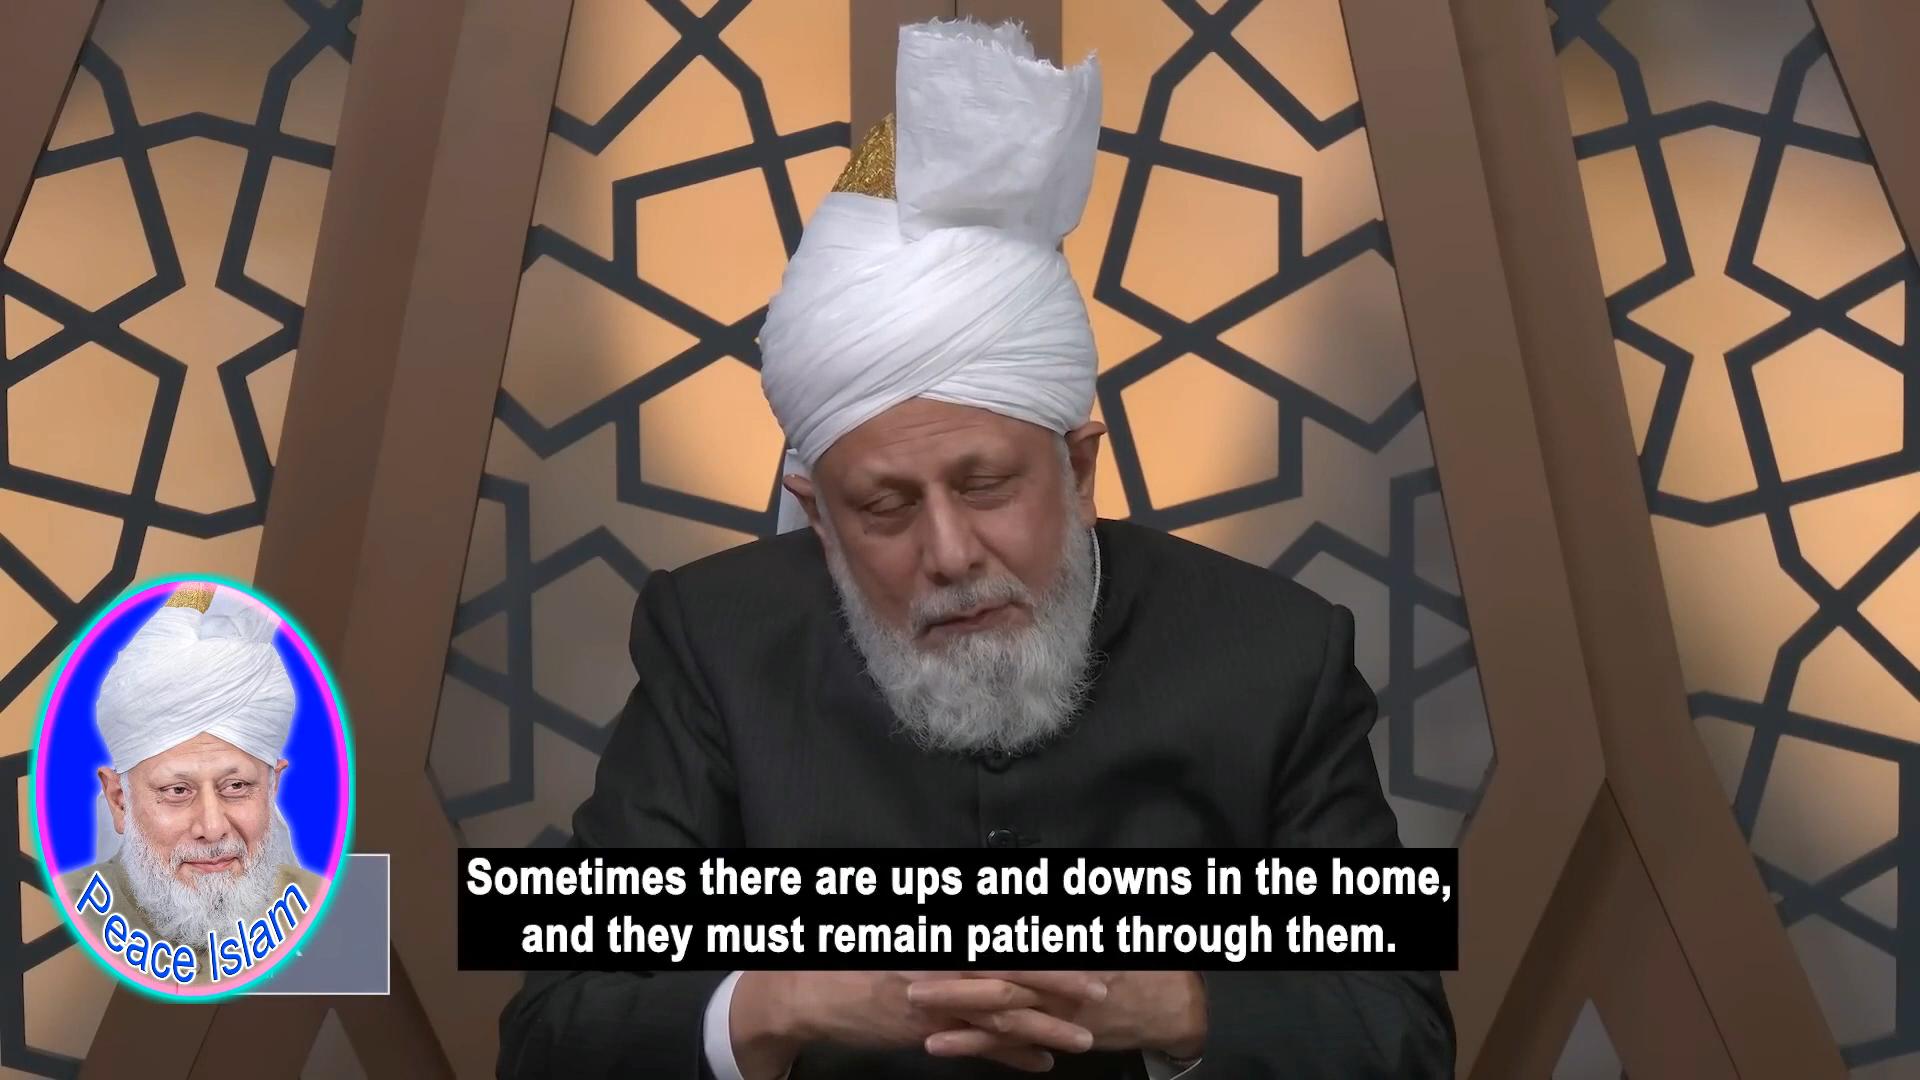 Sometimes there are ups and downs in the home,
and they must remain patient through them.
Peace Islam